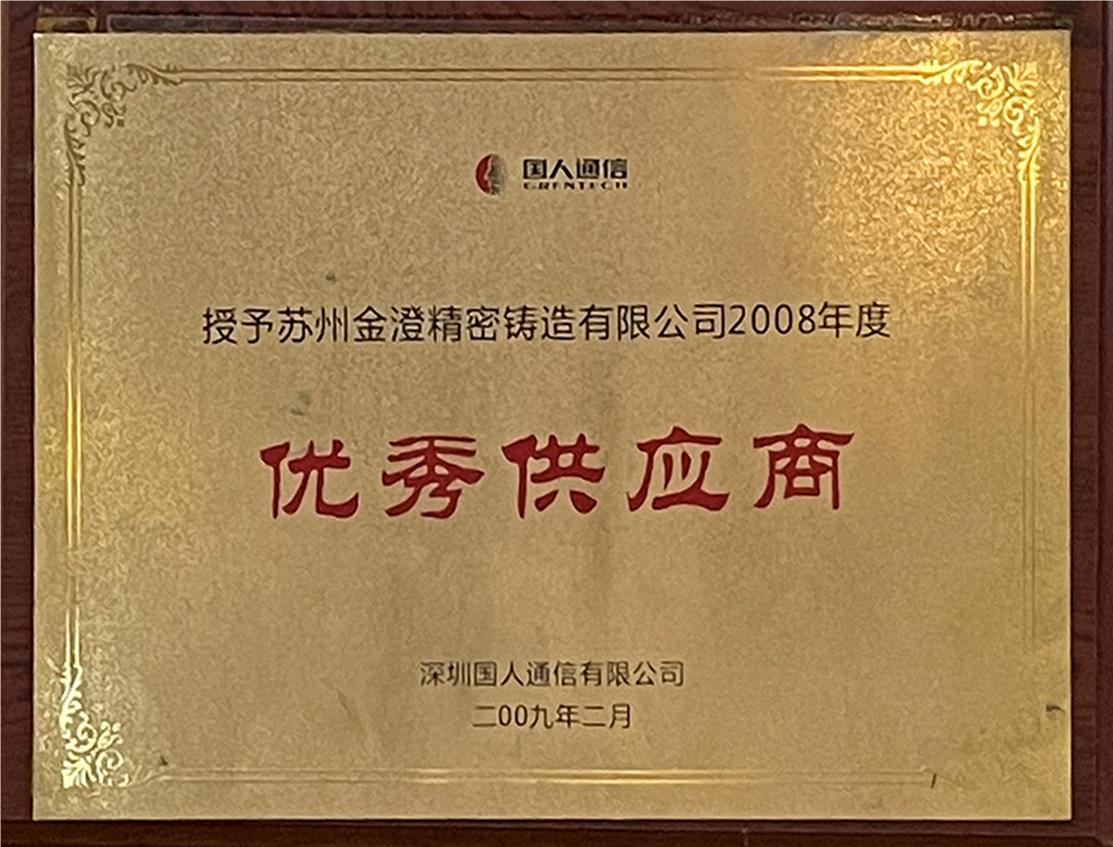 国人通信
GRENTECH
授予苏州金澄精密铸造有限公司2008年度
优秀供应商
深圳国人通信有限公司
二00九年二月